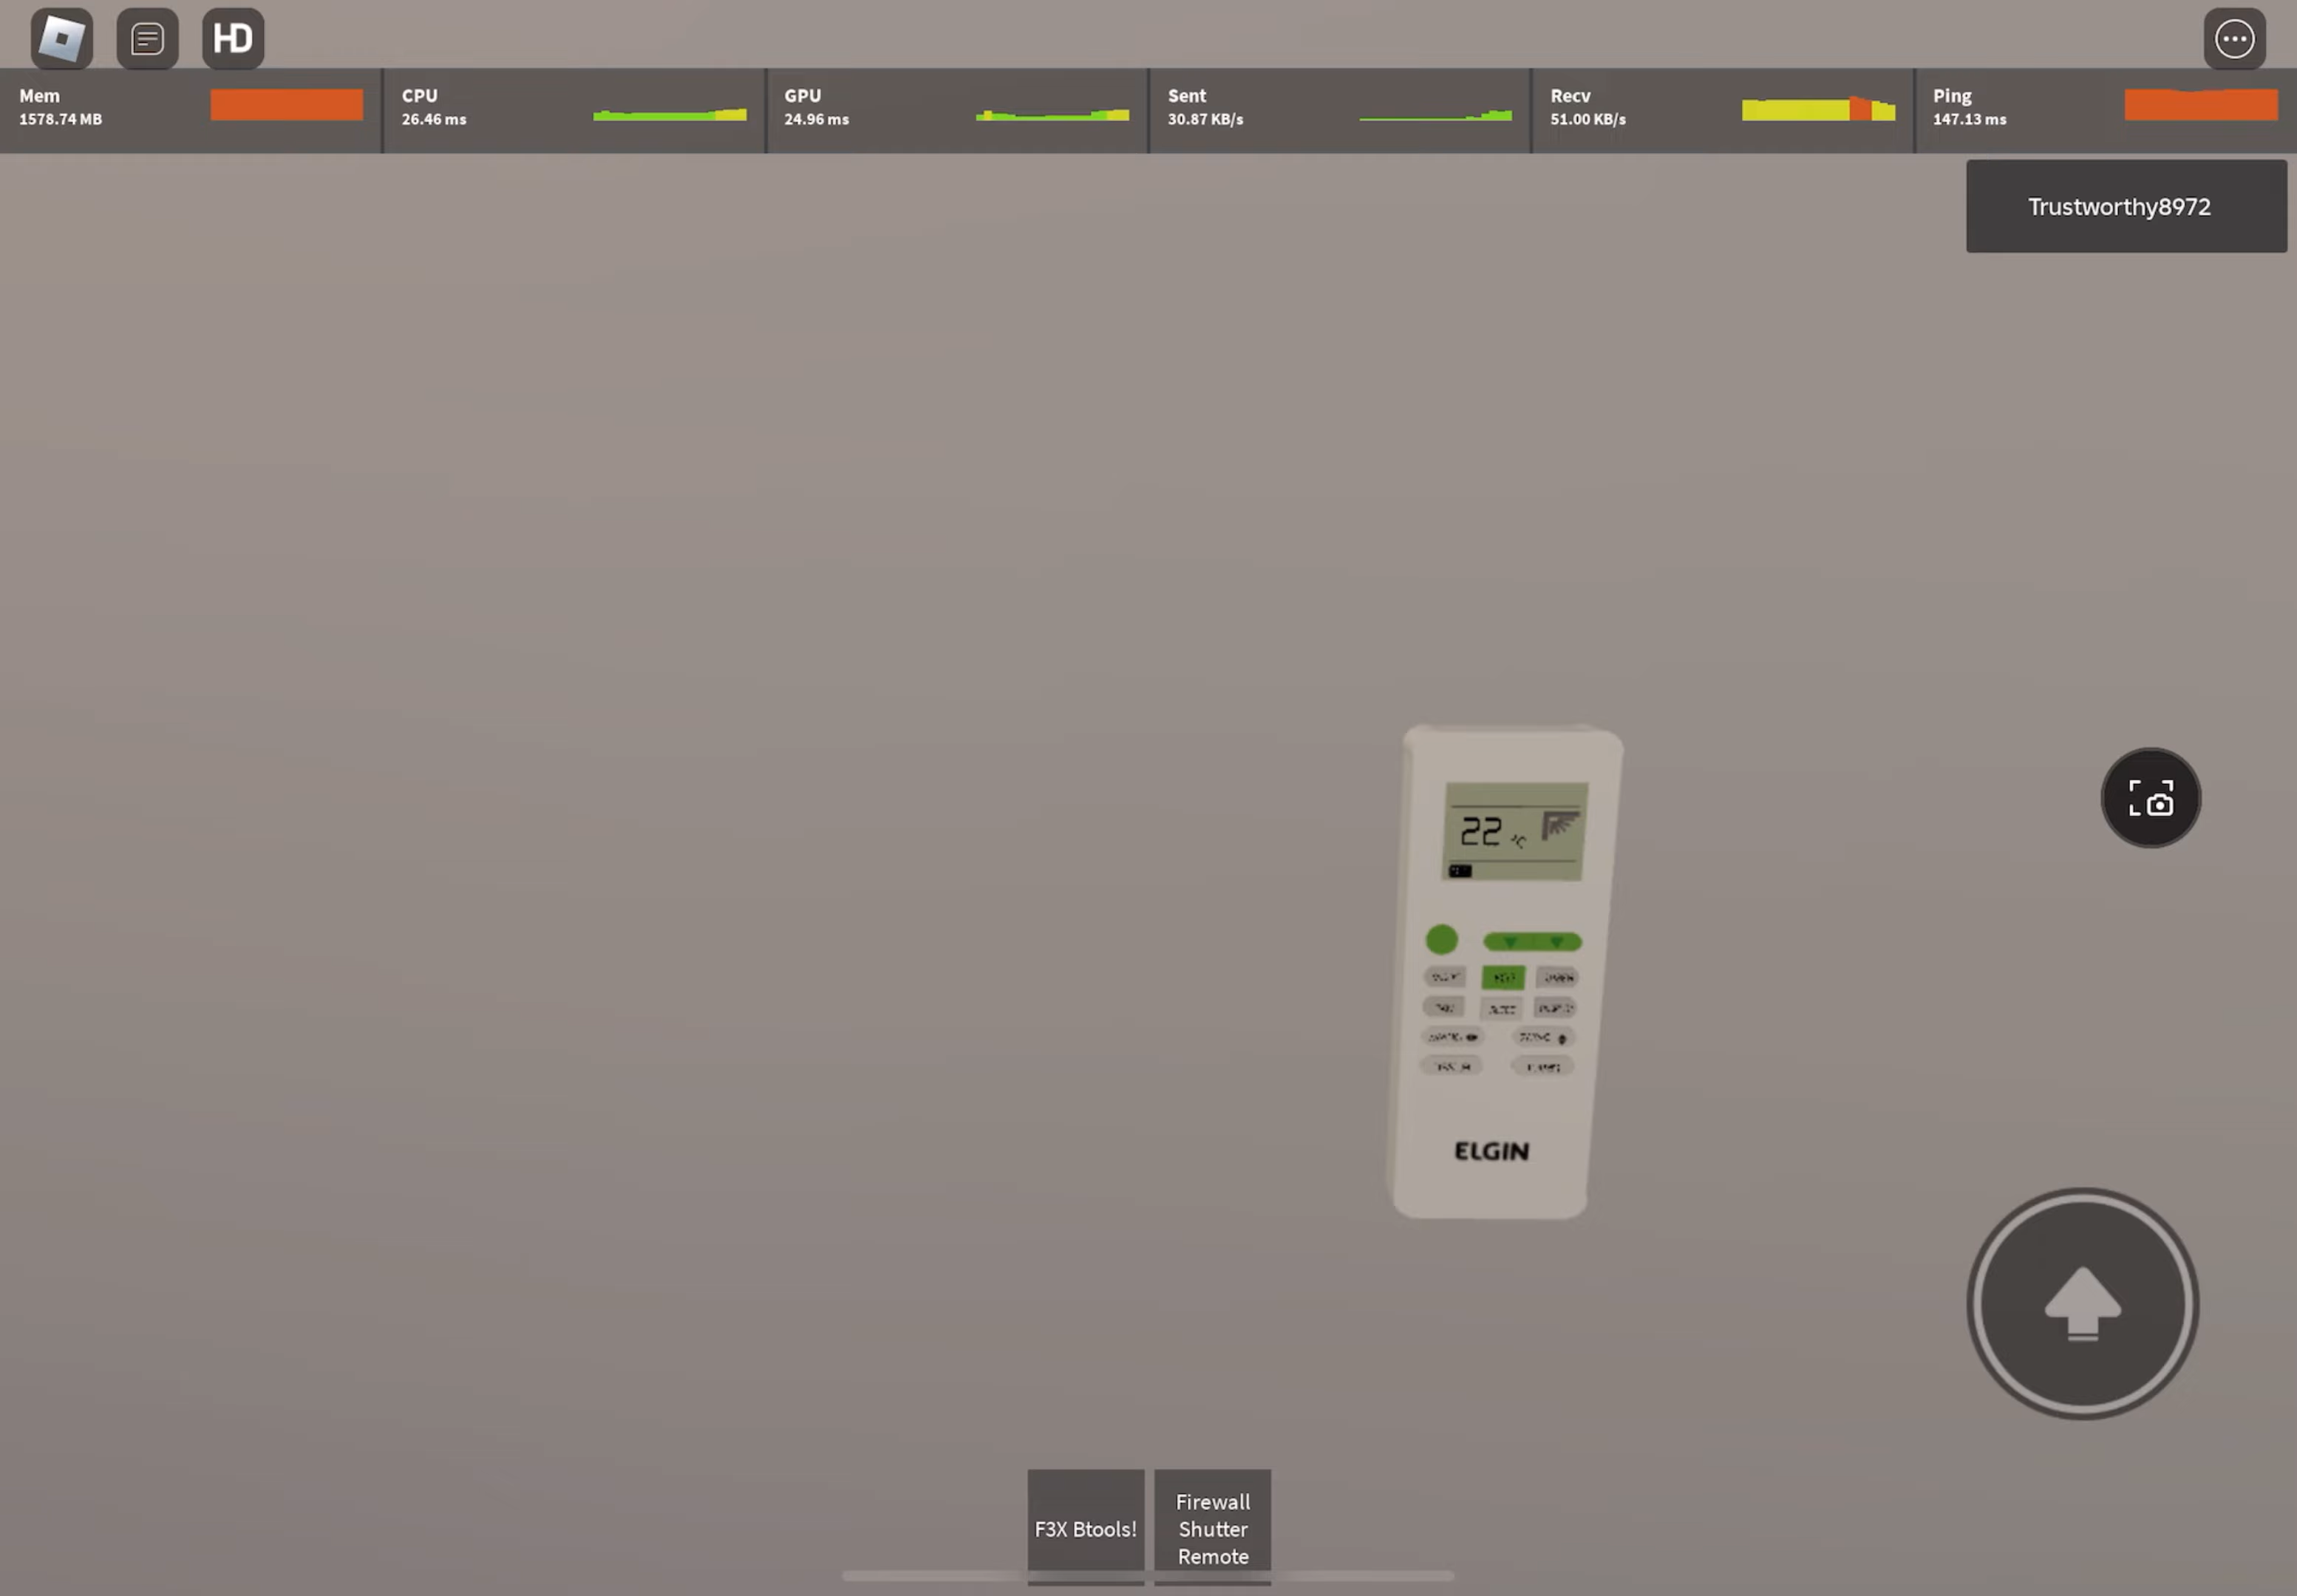 HD
Mem
1578.74 MB
CPU
26.46 ms
GPU
24.96 ms
Sent
30.87 KB/s
Recv
51.00 KB/s
Ping
147.13 ms
Trustworthy8972
22 °C
ELGIN
F3X Btools!
Firewall
Shutter
Remote